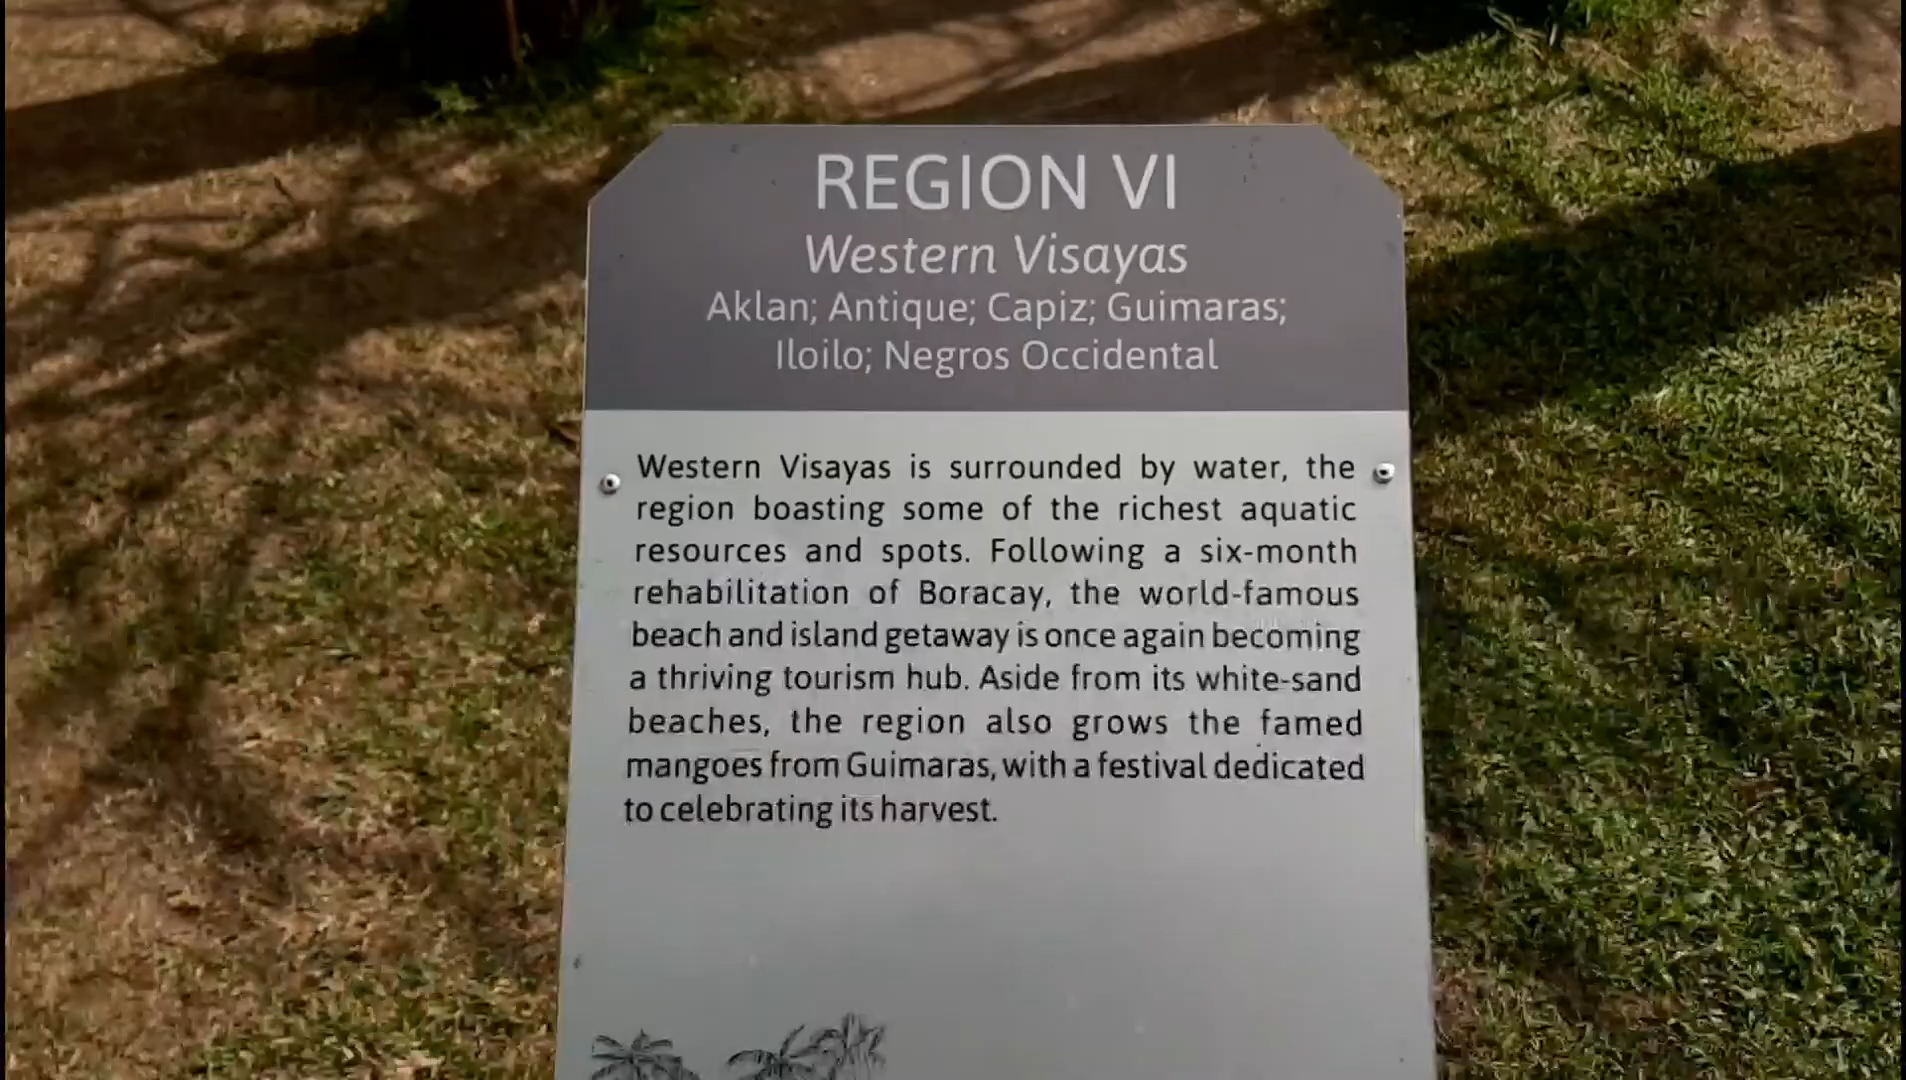 REGION VI
Western Visayas
Aklan; Antique; Capiz; Guimaras;
Iloilo; Negros Occidental
Western Visayas is surrounded by water, the
region boasting some of the richest aquatic
resources and spots. Following a six-month
rehabilitation of Boracay, the world-famous
beach and island getaway is once again becoming
a thriving tourism hub. Aside from its white-sand
beaches, the region also grows the famed
mangoes from Guimaras, with a festival dedicated
to celebrating its harvest.